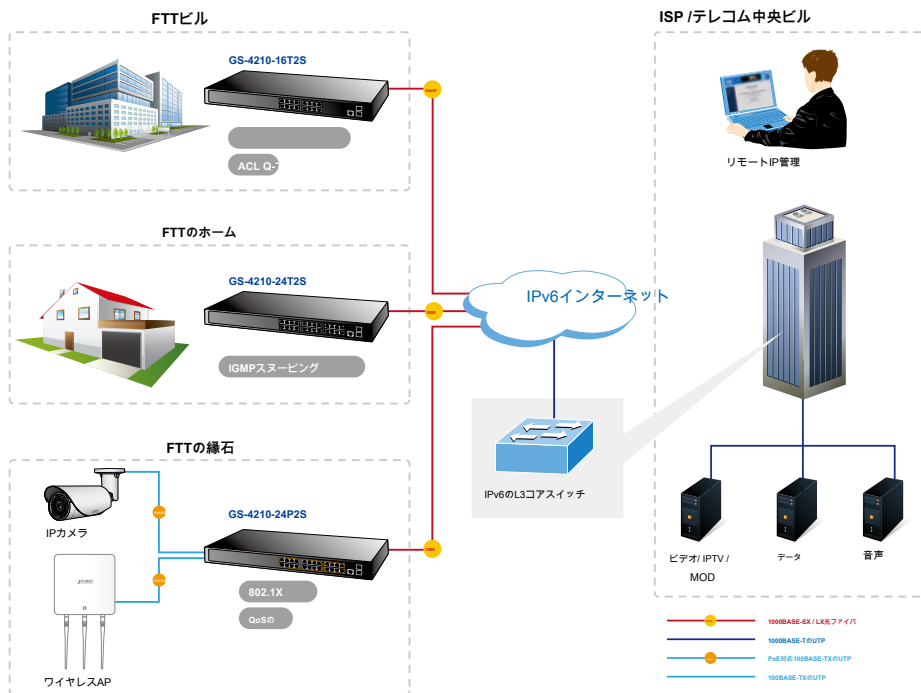 FTTビル
GS-4210-16T2S
ACL Q-
FTTのホーム
GS-4210-24T2S
IGMPスヌーピング
FTTの縁石
IPカメラ
GS-4210-24P2S
802.1X
QoSの
ワイヤレスAP
IPv6インターネット
IPv6のL3コアスイッチ
ISP /テレコム中央ビル
リモートIP管理
ビデオ/ IPTV /
MOD
データ
音声
1000BASE-SX / LX光ファイバ
1000BASE-TのUTP
PoE対応100BASE-TXのUTP
100BASE-TXのUTP